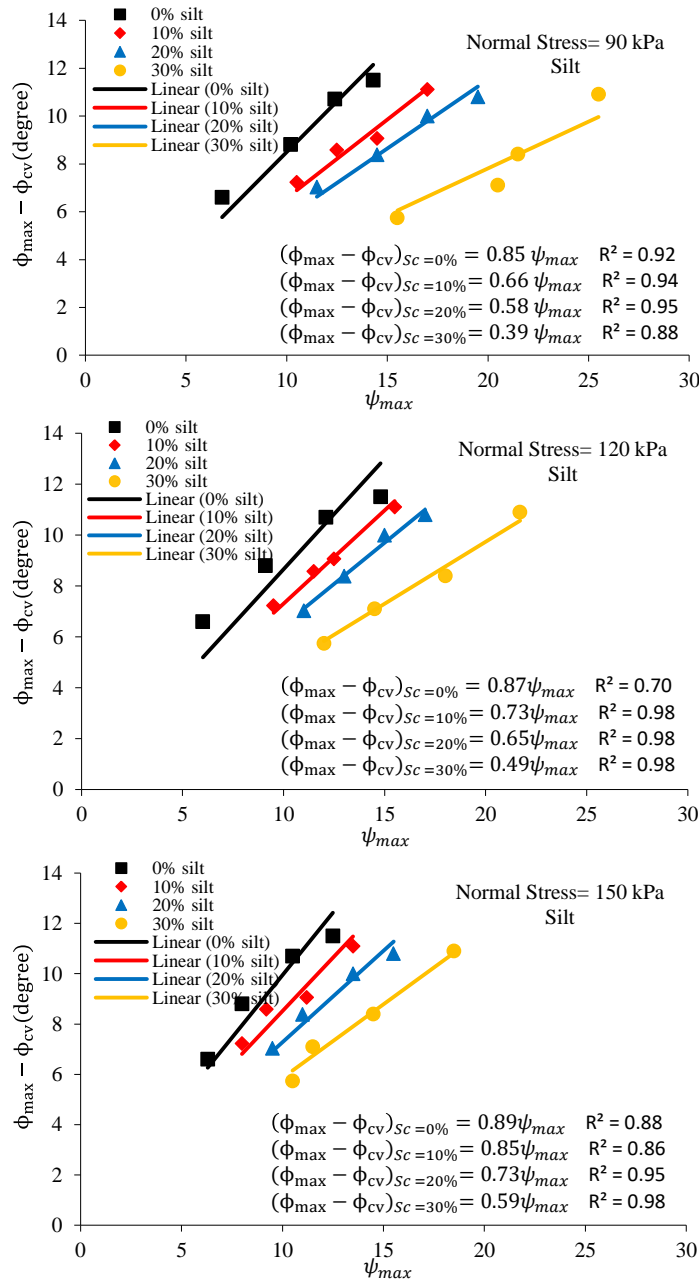 14
12
10
8
6
4
2
0
ϕmax − ϕcv(degree)
0% silt
10% silt
20% silt
30% silt
Linear (0% silt)
Linear (10% silt)
Linear (20% silt)
Linear (30% silt)
Normal Stress= 90 kPa
Silt
(ϕmax − ϕcv)Sc=0% = 0.85 ψmax R² = 0.92
(ϕmax − ϕcv)Sc=10% = 0.66 ψmax R² = 0.94
(ϕmax − ϕcv)Sc=20% = 0.58 ψmax R² = 0.95
(ϕmax − ϕcv)Sc=30% = 0.39 ψmax R² = 0.88
0 5 10 15 20 25 30
ψmax
14
12
10
8
6
4
2
0
ϕmax − ϕcv(degree)
0% silt
10% silt
20% silt
30% silt
Linear (0% silt)
Linear (10% silt)
Linear (20% silt)
Linear (30% silt)
Normal Stress= 120 kPa
Silt
(ϕmax − ϕcv)Sc=0% = 0.87ψmax R² = 0.70
(ϕmax − ϕcv)Sc=10% = 0.73ψmax R² = 0.98
(ϕmax − ϕcv)Sc=20% = 0.65ψmax R² = 0.98
(ϕmax − ϕcv)Sc=30% = 0.49ψmax R² = 0.98
0 5 10 15 20 25 30
ψmax
14
12
10
8
6
4
2
0
ϕmax − ϕcv(degree)
0% silt
10% silt
20% silt
30% silt
Linear (0% silt)
Linear (10% silt)
Linear (20% silt)
Linear (30% silt)
Normal Stress= 150 kPa
Silt
(ϕmax − ϕcv)Sc=0% = 0.89ψmax R² = 0.88
(ϕmax − ϕcv)Sc=10% = 0.85ψmax R² = 0.86
(ϕmax − ϕcv)Sc=20% = 0.73ψmax R² = 0.95
(ϕmax − ϕcv)Sc=30% = 0.59ψmax R² = 0.98
0 5 10 15 20 25 30
ψmax